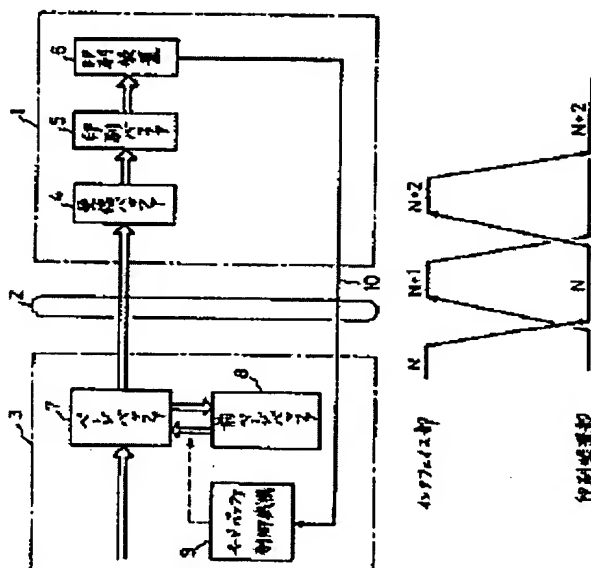 3
2
1
7
ページバッファ
4
バッファ
5
印刷バッファ
6
印刷装置
8
前ページバッファ
9
ページバッファ
制御機構
10
インタフェイス部
N
N+1
N+2
印刷装置部
N
N+2